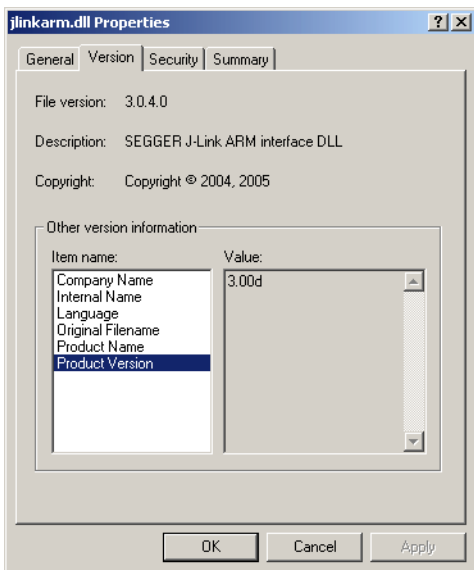 jlinkarm.dll Properties
General Version Security Summary
File version: 3.0.4.0
Description: SEGGER J-Link ARM interface DLL
Copyright: Copyright © 2004, 2005
Other version information
Item name: Value:
Company Name 3.00d
Internal Name
Language
Original Filename
Product Name
Product Version
OK Cancel Apply